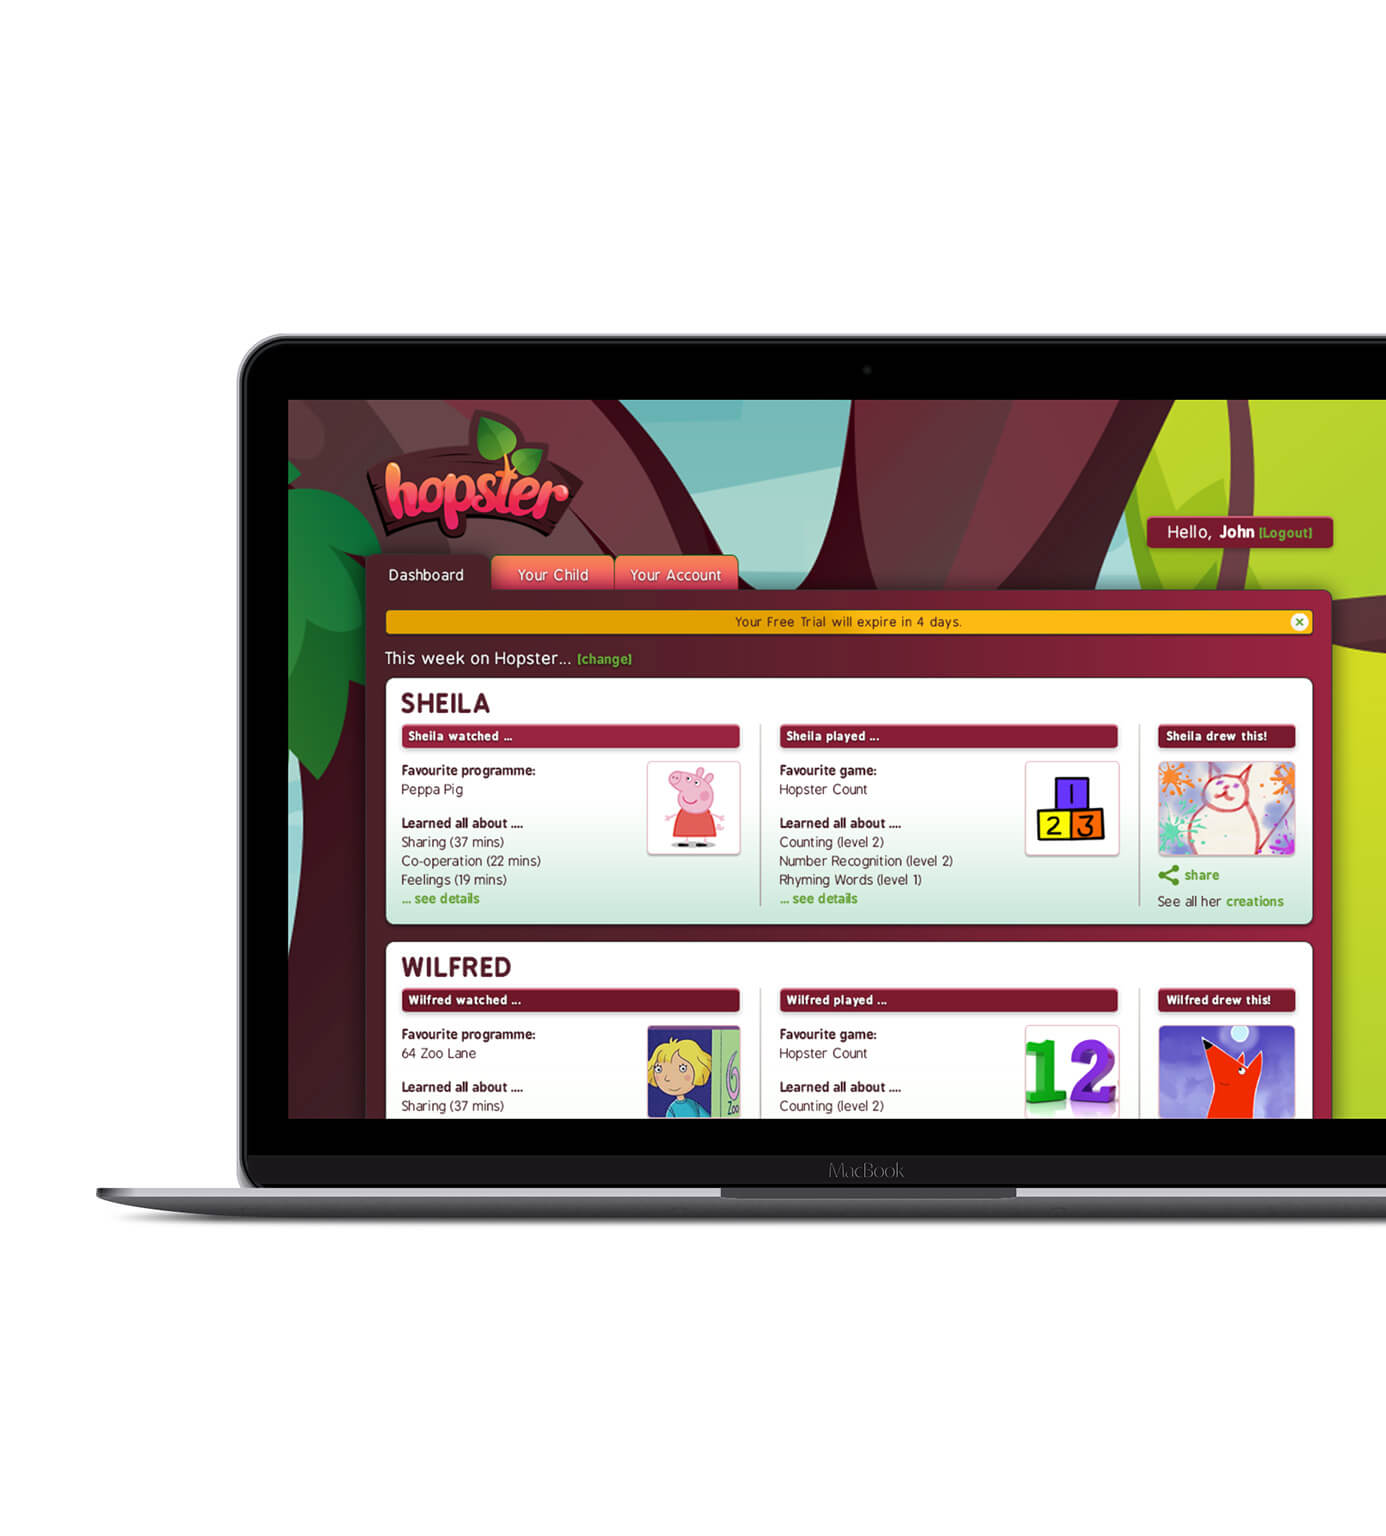 hopster
Hello, John [Logout]
Dashboard
Your Child
Your Account
Your Free Trial will expire in 4 days.
This week on Hopster... [change]
SHEILA
Sheila watched ...
Favourite programme:
Peppa Pig
Learned all about ....
Sharing (37 mins)
Co-operation (22 mins)
Feelings (19 mins)
... see details
Sheila played ...
Favourite game:
Hopster Count
1
2 3
Learned all about ....
Counting (level 2)
Number Recognition (level 2)
Rhyming Words (level 1)
... see details
Sheila drew this!
share
See all her creations
WILFRED
Wilfred watched ...
Favourite programme:
64 Zoo Lane
6
Zoo
Learned all about ....
Sharing (37 mins)
Wilfred played ...
Favourite game:
Hopster Count
12
Learned all about ....
Counting (level 2)
Wilfred drew this!
MacBook